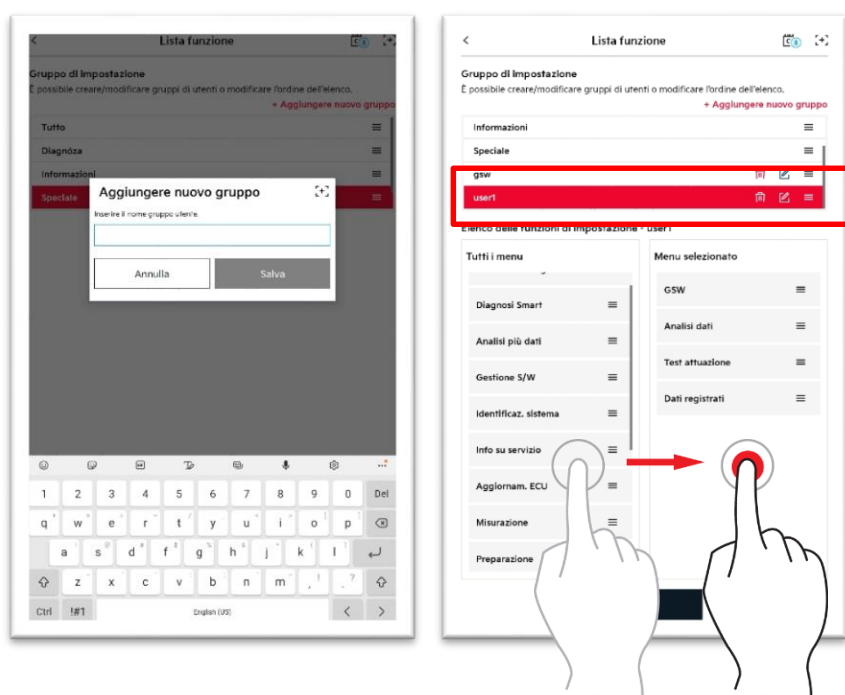 Lista funzione
Gruppo di impostazione
È possibile creare/modificare gruppi di utenti o modificare l'ordine dell'elenco.
+ Aggiungere nuovo gruppo
Tutto
Diagnóza
Informazioni
Speciale
Aggiungere nuovo gruppo
Inserire il nome gruppo utente.
Annulla
Salva
1 2 3 4 5 6 7 8 9 0 Del
q w e r t y u i o p
a s d f g h j k l
z x c v b n m , ! . ?
Ctrl !#1 English (US) < >
Lista funzione
Gruppo di impostazione
È possibile creare/modificare gruppi di utenti o modificare l'ordine dell'elenco.
+ Aggiungere nuovo gruppo
Informazioni
Speciale
gsw
user1
Elenco delle funzioni di impostazione - user1
Tutti i menu
Diagnosi Smart
Analisi più dati
Gestione S/W
Identificaz. sistema
Info su servizio
Aggiornam. ECU
Misurazione
Preparazione
Menu selezionato
GSW
Analisi dati
Test attuazione
Dati registrati